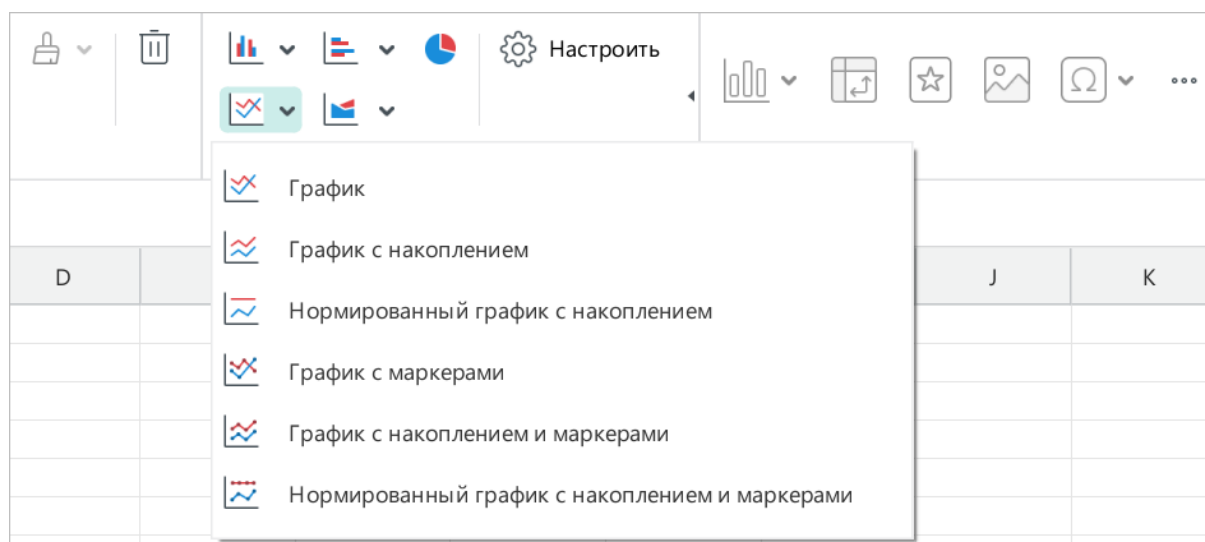 Настроить
График
График с накоплением
Нормированный график с накоплением
График с маркерами
График с накоплением и маркерами
Нормированный график с накоплением и маркерами
D
J
K